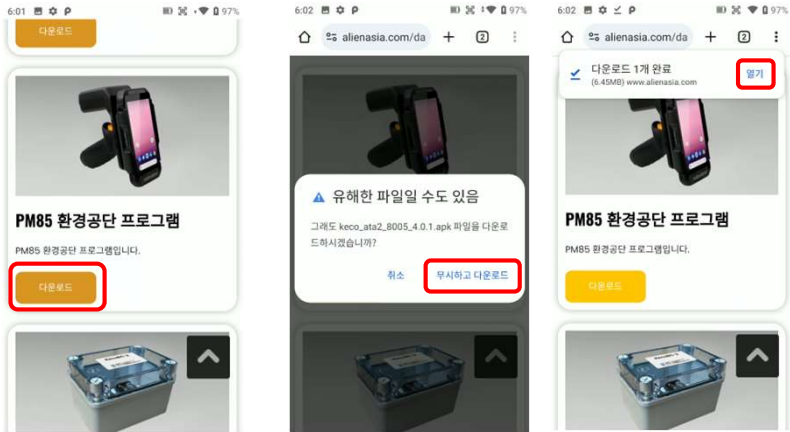 6:01
97%
다운로드
PM85 환경공단 프로그램
PM85 환경공단 프로그램입니다.
다운로드
6:02
97%
alienasia.com/da
2
유해한 파일일 수도 있음
그래도 keco_ata2_8005_4.0.1.apk 파일을 다운로
드하시겠습니까?
취소
무시하고 다운로드
6:02
97%
alienasia.com/da
2
다운로드 1개 완료
열기
(6.45MB) www.alienasia.com
PM85 환경공단 프로그램
PM85 환경공단 프로그램입니다.
다운로드